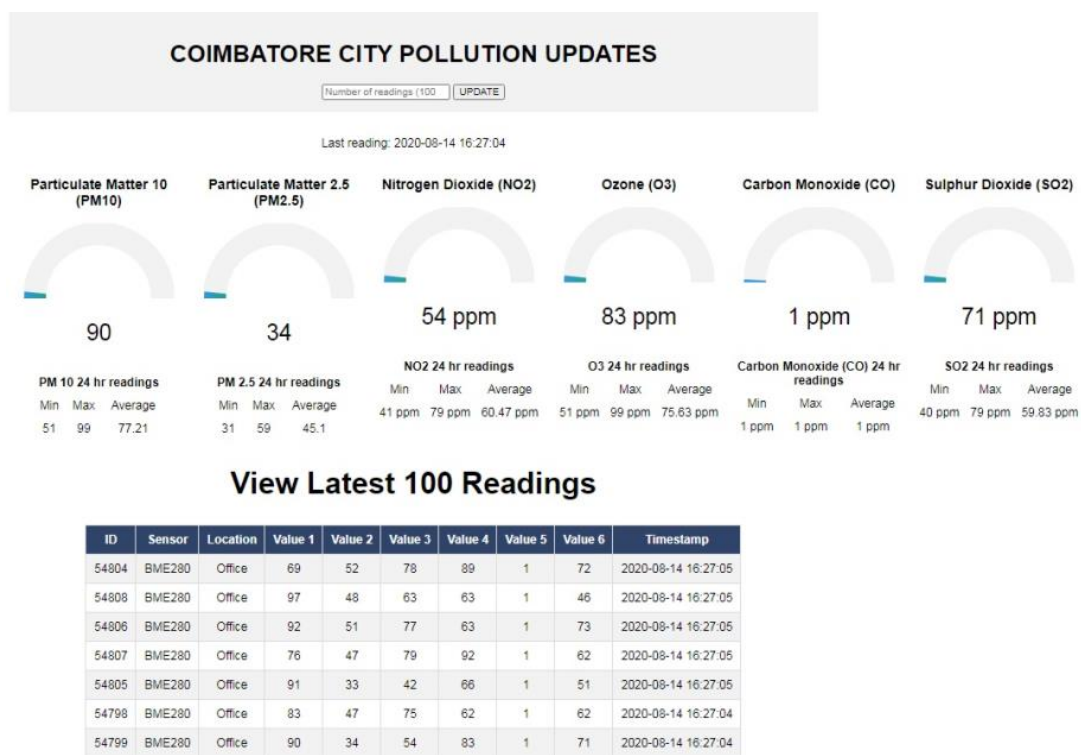 COIMBATORE CITY POLLUTION UPDATES
Number of readings (100 UPDATE
Last reading: 2020-08-14 16:27:04
Particulate Matter 10 (PM10)
90
PM 10 24 hr readings
Min Max Average
51 99 77.21
Particulate Matter 2.5 (PM2.5)
34
PM 2.5 24 hr readings
Min Max Average
31 59 45.1
Nitrogen Dioxide (NO2)
54 ppm
NO2 24 hr readings
Min Max Average
41 ppm 79 ppm 60.47 ppm
Ozone (O3)
83 ppm
O3 24 hr readings
Min Max Average
51 ppm 99 ppm 75.63 ppm
Carbon Monoxide (CO)
1 ppm
Carbon Monoxide (CO) 24 hr readings
Min Max Average
1 ppm 1 ppm 1 ppm
Sulphur Dioxide (SO2)
71 ppm
SO2 24 hr readings
Min Max Average
40 ppm 79 ppm 59.83 ppm
View Latest 100 Readings
ID Sensor Location Value 1 Value 2 Value 3 Value 4 Value 5 Value 6 Timestamp
54804 BME280 Office 69 52 78 89 1 72 2020-08-14 16:27:05
54808 BME280 Office 97 48 63 63 1 46 2020-08-14 16:27:05
54806 BME280 Office 92 51 77 63 1 73 2020-08-14 16:27:05
54807 BME280 Office 76 47 79 92 1 62 2020-08-14 16:27:05
54805 BME280 Office 91 33 42 66 1 51 2020-08-14 16:27:05
54798 BME280 Office 83 47 75 62 1 62 2020-08-14 16:27:04
54799 BME280 Office 90 34 54 83 1 71 2020-08-14 16:27:04